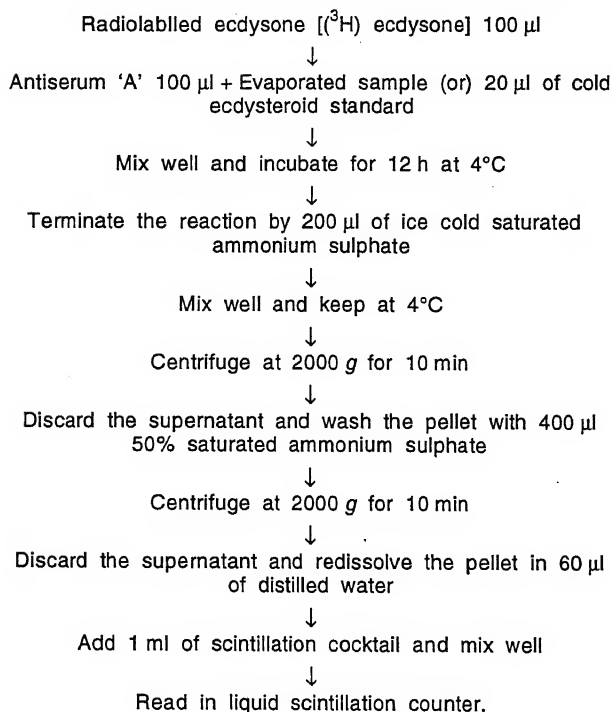 Radiolablled ecdysone [(³H) ecdysone] 100 µl
↓
Antiserum ‘A’ 100 µl + Evaporated sample (or) 20 µl of cold
ecdysteroid standard
↓
Mix well and incubate for 12 h at 4°C
↓
Terminate the reaction by 200 µl of ice cold saturated
ammonium sulphate
↓
Mix well and keep at 4°C
↓
Centrifuge at 2000 g for 10 min
↓
Discard the supernatant and wash the pellet with 400 µl
50% saturated ammonium sulphate
↓
Centrifuge at 2000 g for 10 min
↓
Discard the supernatant and redissolve the pellet in 60 µl
of distilled water
↓
Add 1 ml of scintillation cocktail and mix well
↓
Read in liquid scintillation counter.